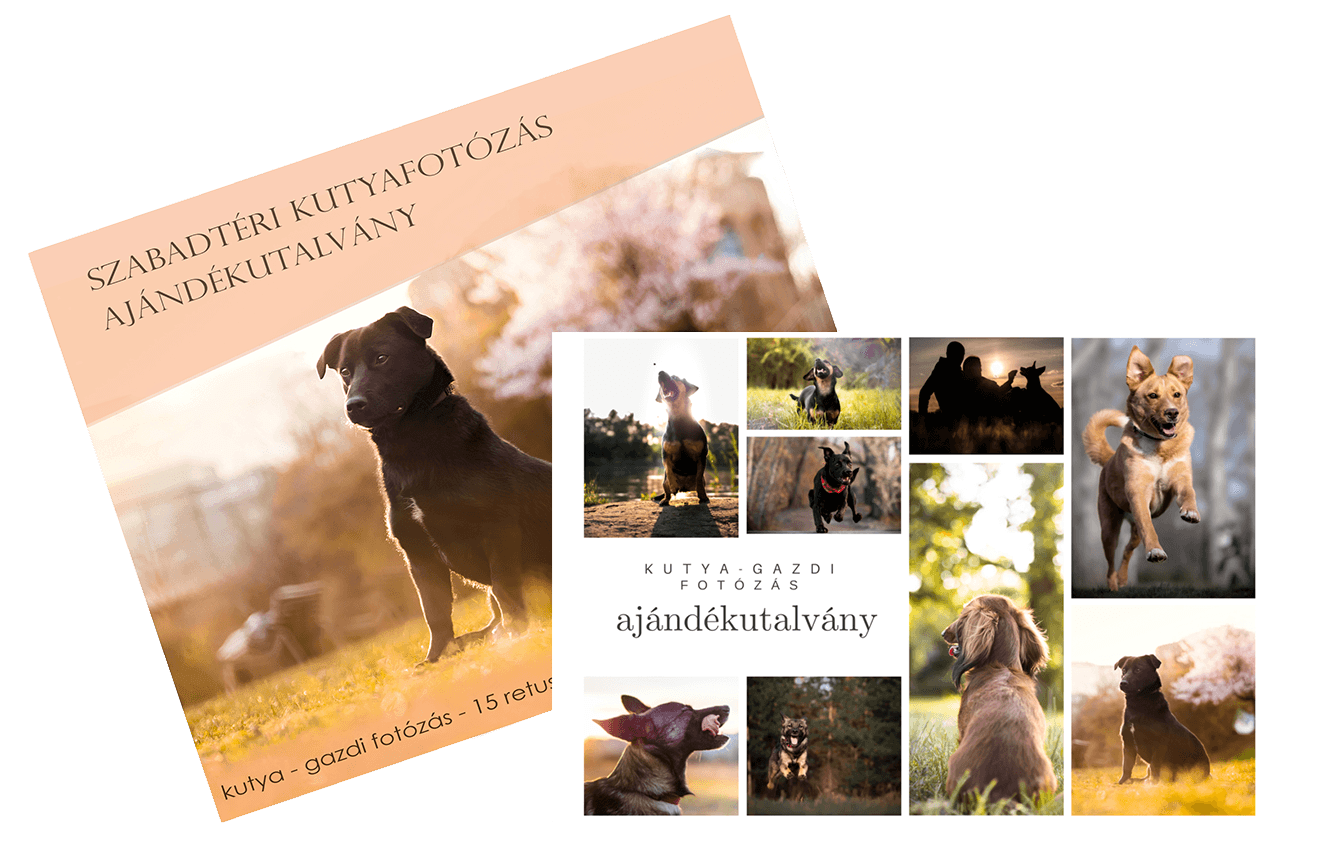 SZABADTÉRI KUTYAFOTÓZÁS
AJÁNDÉKUTALVÁNY
kutya - gazdi fotózás - 15 retus
KUTYA-GAZDI
FOTÓZÁS
ajándékutalvány